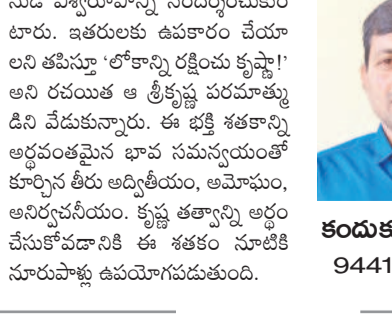 నుడి విశ్వరూపాన్ని సందర్శించుకుం
టారు. ఇతరులకు ఉపకారం చేయా
లని తపిస్తూ ‘లోకాన్ని రక్షించు కృష్ణా!’
అని రచయిత ఆ శ్రీకృష్ణ పరమాత్ము
డిని వేడుకున్నారు. ఈ భక్తి శతకాన్ని
అర్థవంతమైన భావ సమన్వయంతో
కూర్చిన తీరు అద్వితీయం, అమోఘం,
అనిర్వచనీయం. కృష్ణ తత్వాన్ని అర్థం
చేసుకోవడానికి ఈ శతకం నూటికి
నూరుపాళ్లు ఉపయోగపడుతుంది.
కందుక
9441